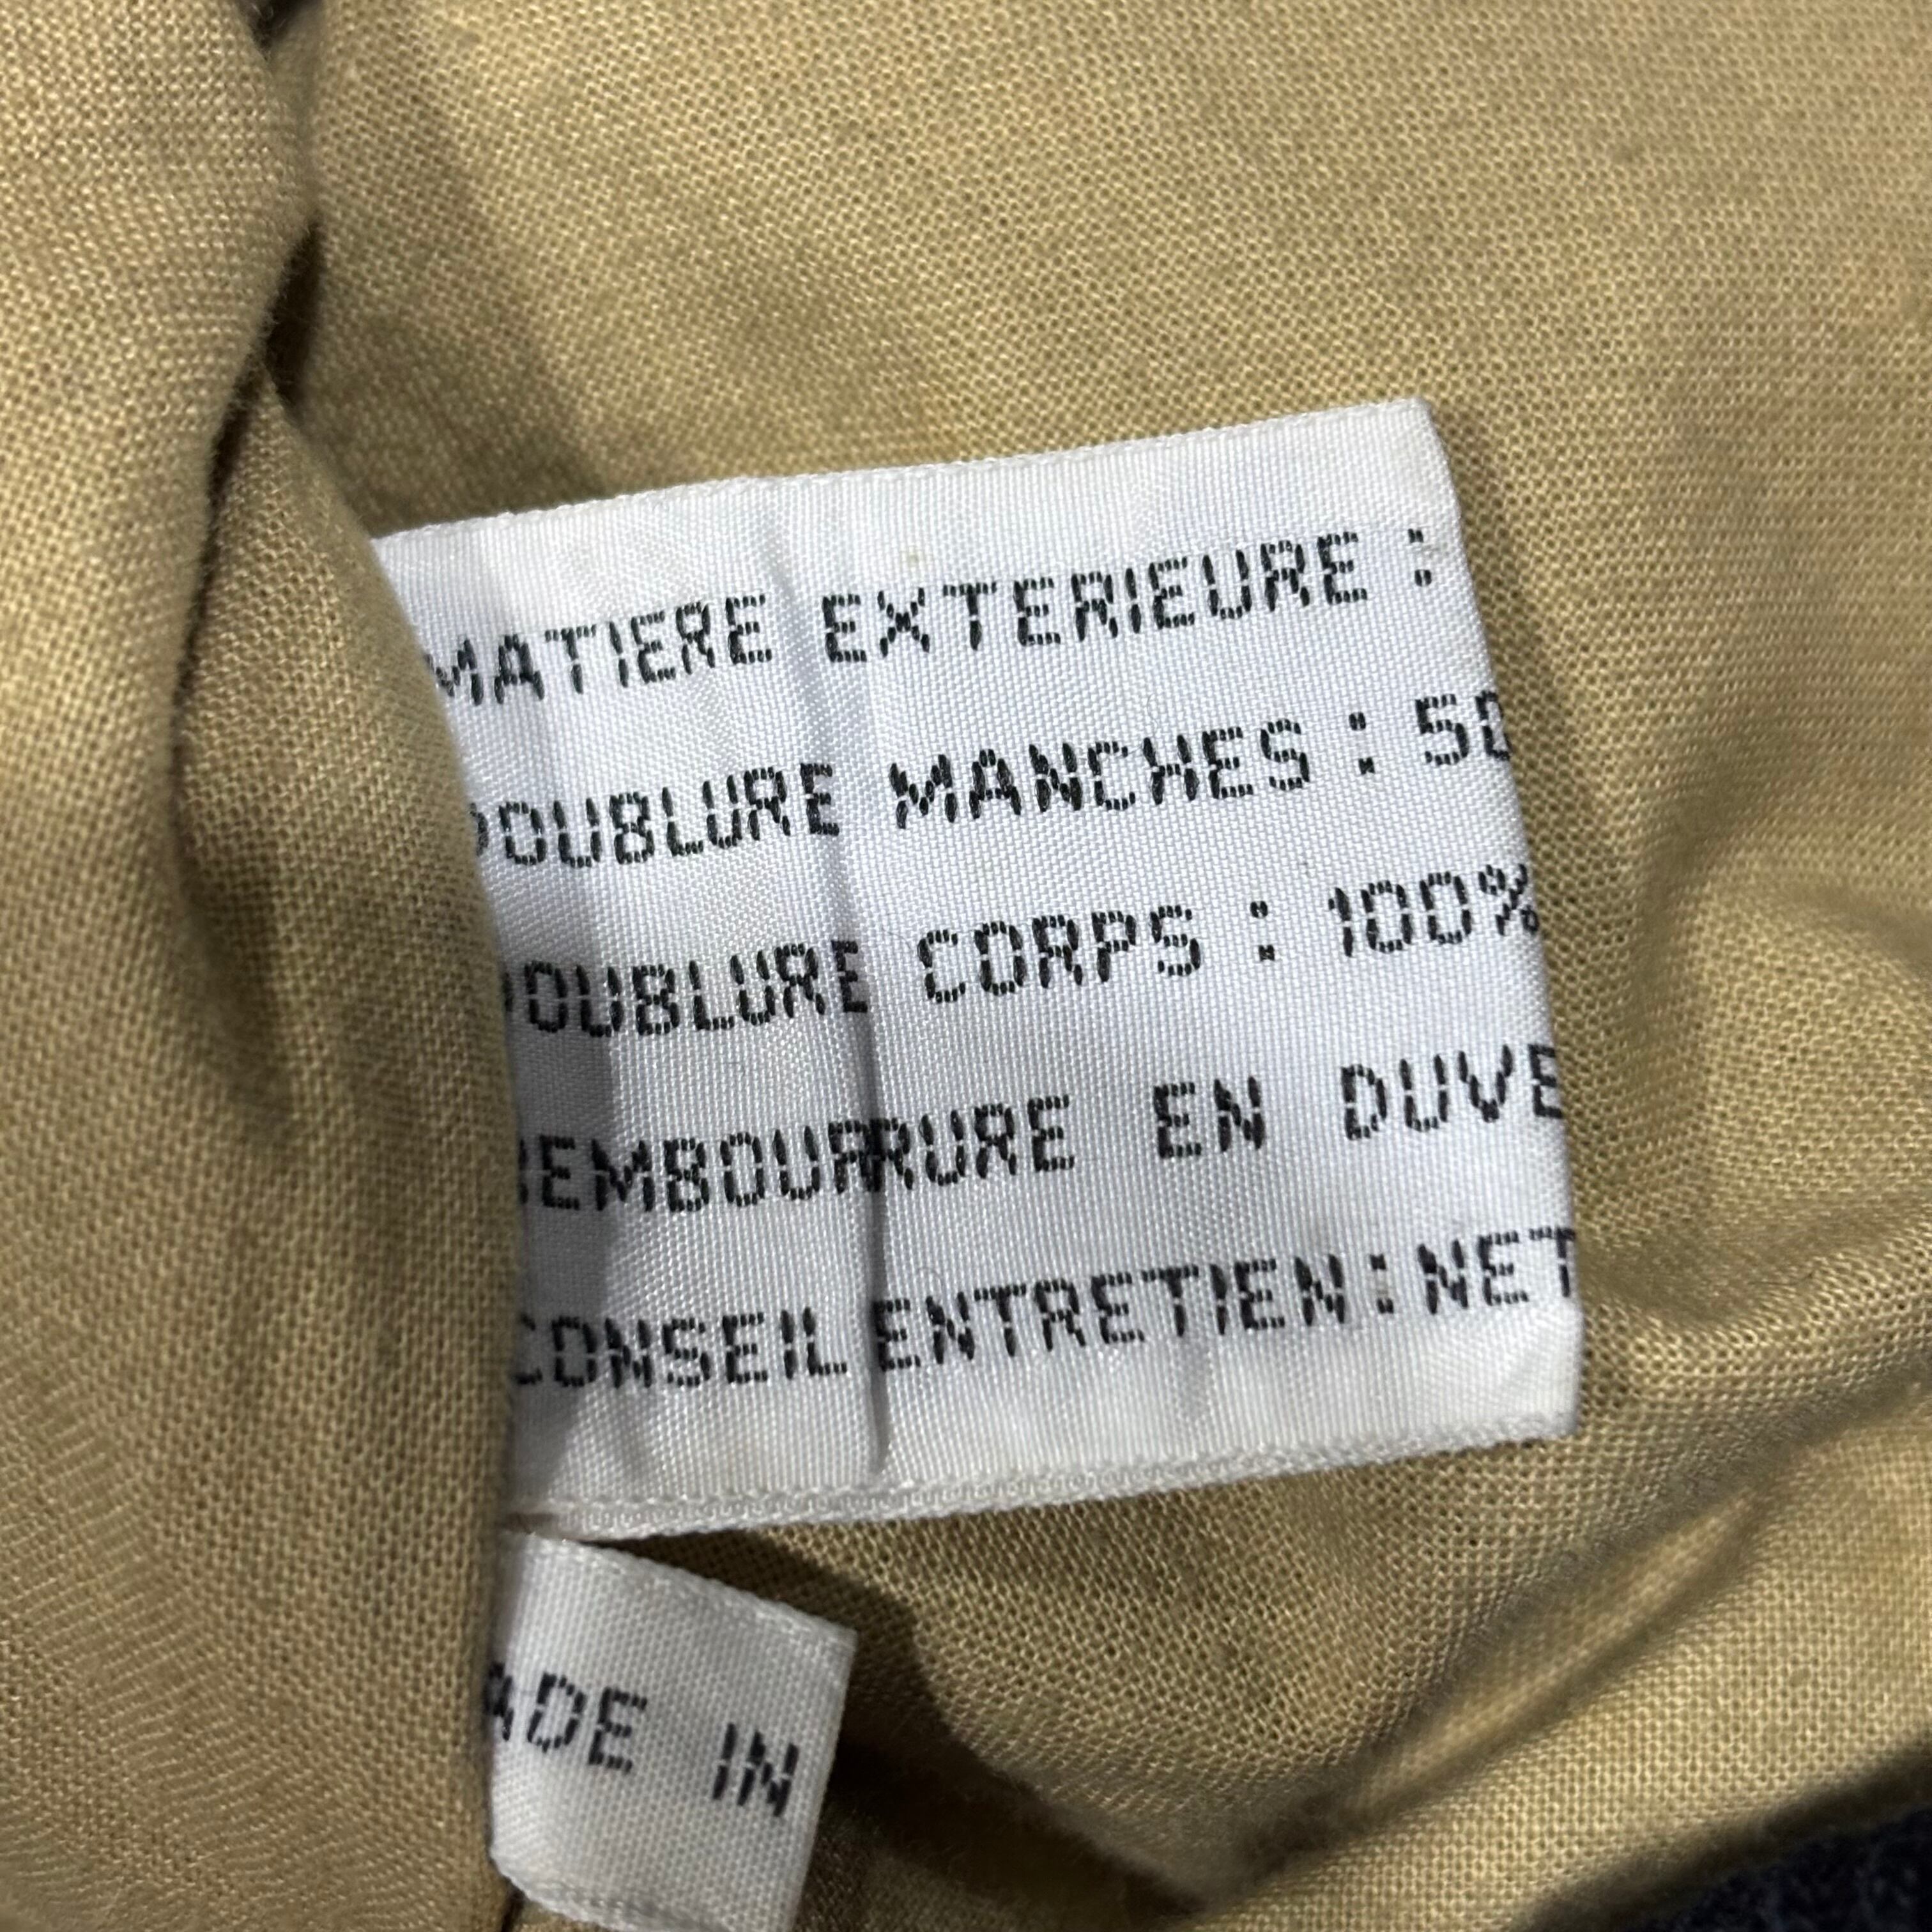 MATIERE EXTERIEURE :
DOUBLURE MANCHES : 50
DOUBLURE CORPS : 100%
REMBOURRURE EN DUVE
CONSEIL ENTRETIEN : NET
ADE IN